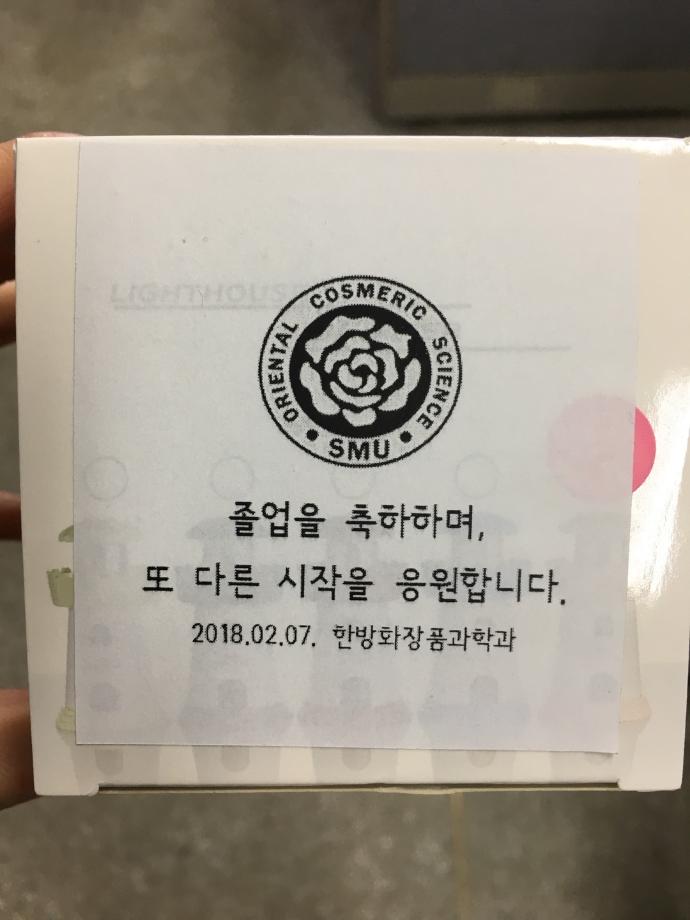 LIGHTHOUS
ORIENTAL COSMERIC SCIENCE
• SMU •
졸업을 축하하며,
또 다른 시작을 응원합니다.
2018.02.07. 한방화장품과학과